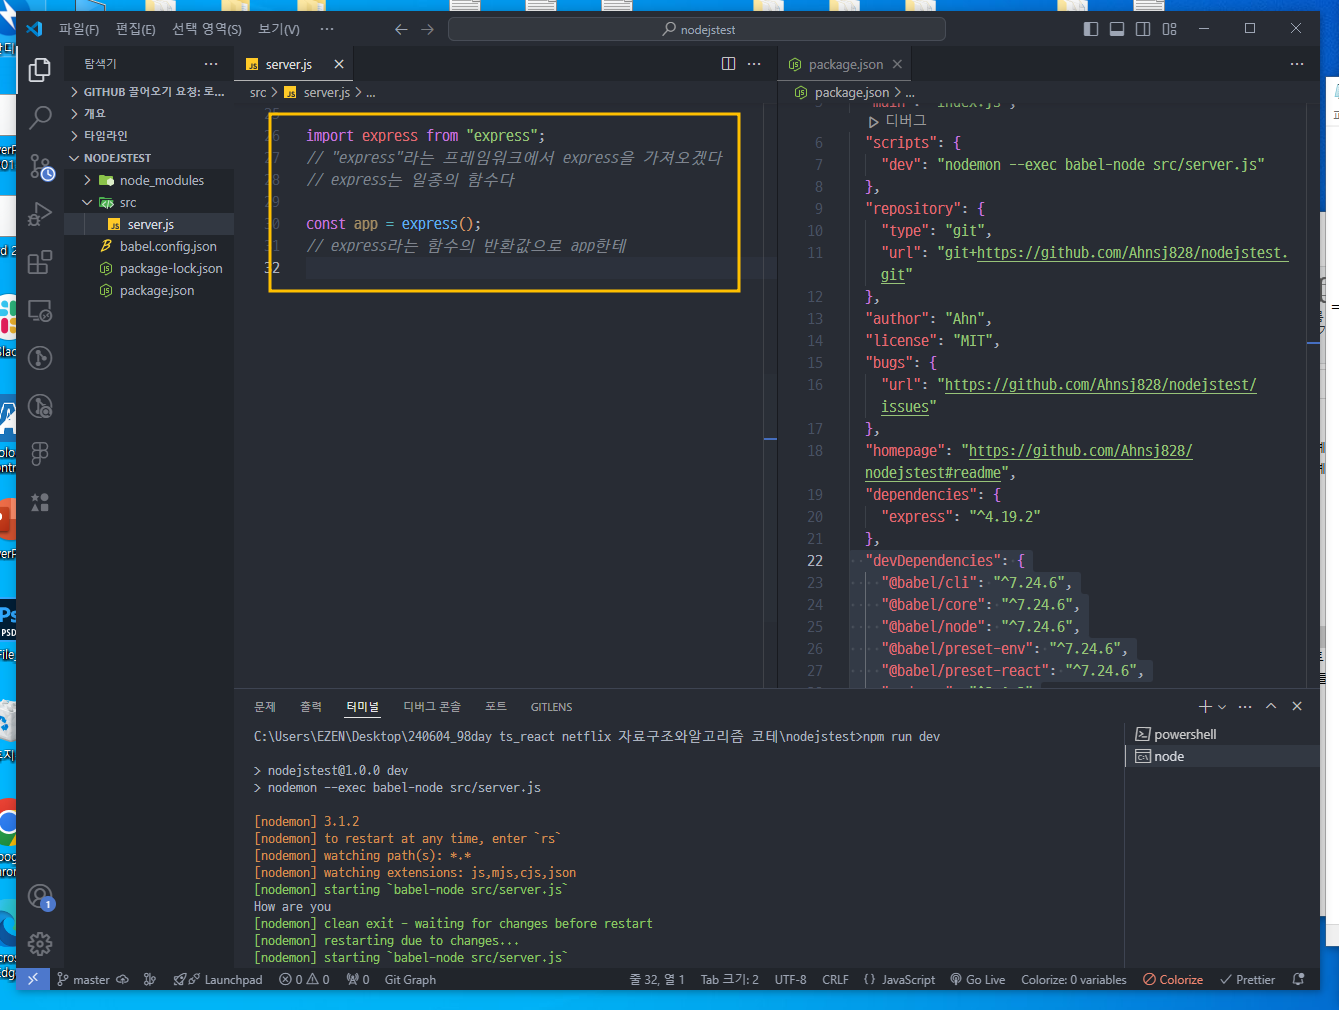 파일(F) 편집(E) 선택 영역(S) 보기(V) ··· nodejstest
탐색기 ···
GITHUB 끌어오기 요청: 로...
개요
타임라인
NODEJSTEST
node_modules
src
server.js
babel.config.json
package-lock.json
package.json
server.js
src > server.js > ...
25
26 import express from "express";
27 // "express"라는 프레임워크에서 express을 가져오겠다
28 // express는 일종의 함수다
29
30 const app = express();
31 // express라는 함수의 반환값으로 app한테
32
package.json
package.json > ...
5 "main": "index.js",
디버그
6 "scripts": {
7 "dev": "nodemon --exec babel-node src/server.js"
8 },
9 "repository": {
10 "type": "git",
11 "url": "git+https://github.com/Ahnsj828/nodejstest.
git"
12 },
13 "author": "Ahn",
14 "license": "MIT",
15 "bugs": {
16 "url": "https://github.com/Ahnsj828/nodejstest/
issues"
17 },
18 "homepage": "https://github.com/Ahnsj828/
nodejstest#readme",
19 "dependencies": {
20 "express": "^4.19.2"
21 },
22 "devDependencies": {
23 "@babel/cli": "^7.24.6",
24 "@babel/core": "^7.24.6",
25 "@babel/node": "^7.24.6",
26 "@babel/preset-env": "^7.24.6",
27 "@babel/preset-react": "^7.24.6",
문제 출력 터미널 디버그 콘솔 포트 GITLENS
C:\Users\EZEN\Desktop\240604_98day ts_react netflix 자료구조와알고리즘 코테\nodejstest>npm run dev
> nodejstest@1.0.0 dev
> nodemon --exec babel-node src/server.js
[nodemon] 3.1.2
[nodemon] to restart at any time, enter `rs`
[nodemon] watching path(s): *.*
[nodemon] watching extensions: js,mjs,cjs,json
[nodemon] starting `babel-node src/server.js`
How are you
[nodemon] clean exit - waiting for changes before restart
[nodemon] restarting due to changes...
[nodemon] starting `babel-node src/server.js`
powershell
node
1
master Launchpad 0 0 0 Git Graph 줄 32, 열 1 Tab 크기: 2 UTF-8 CRLF {} JavaScript Go Live Colorize: 0 variables Colorize Prettier